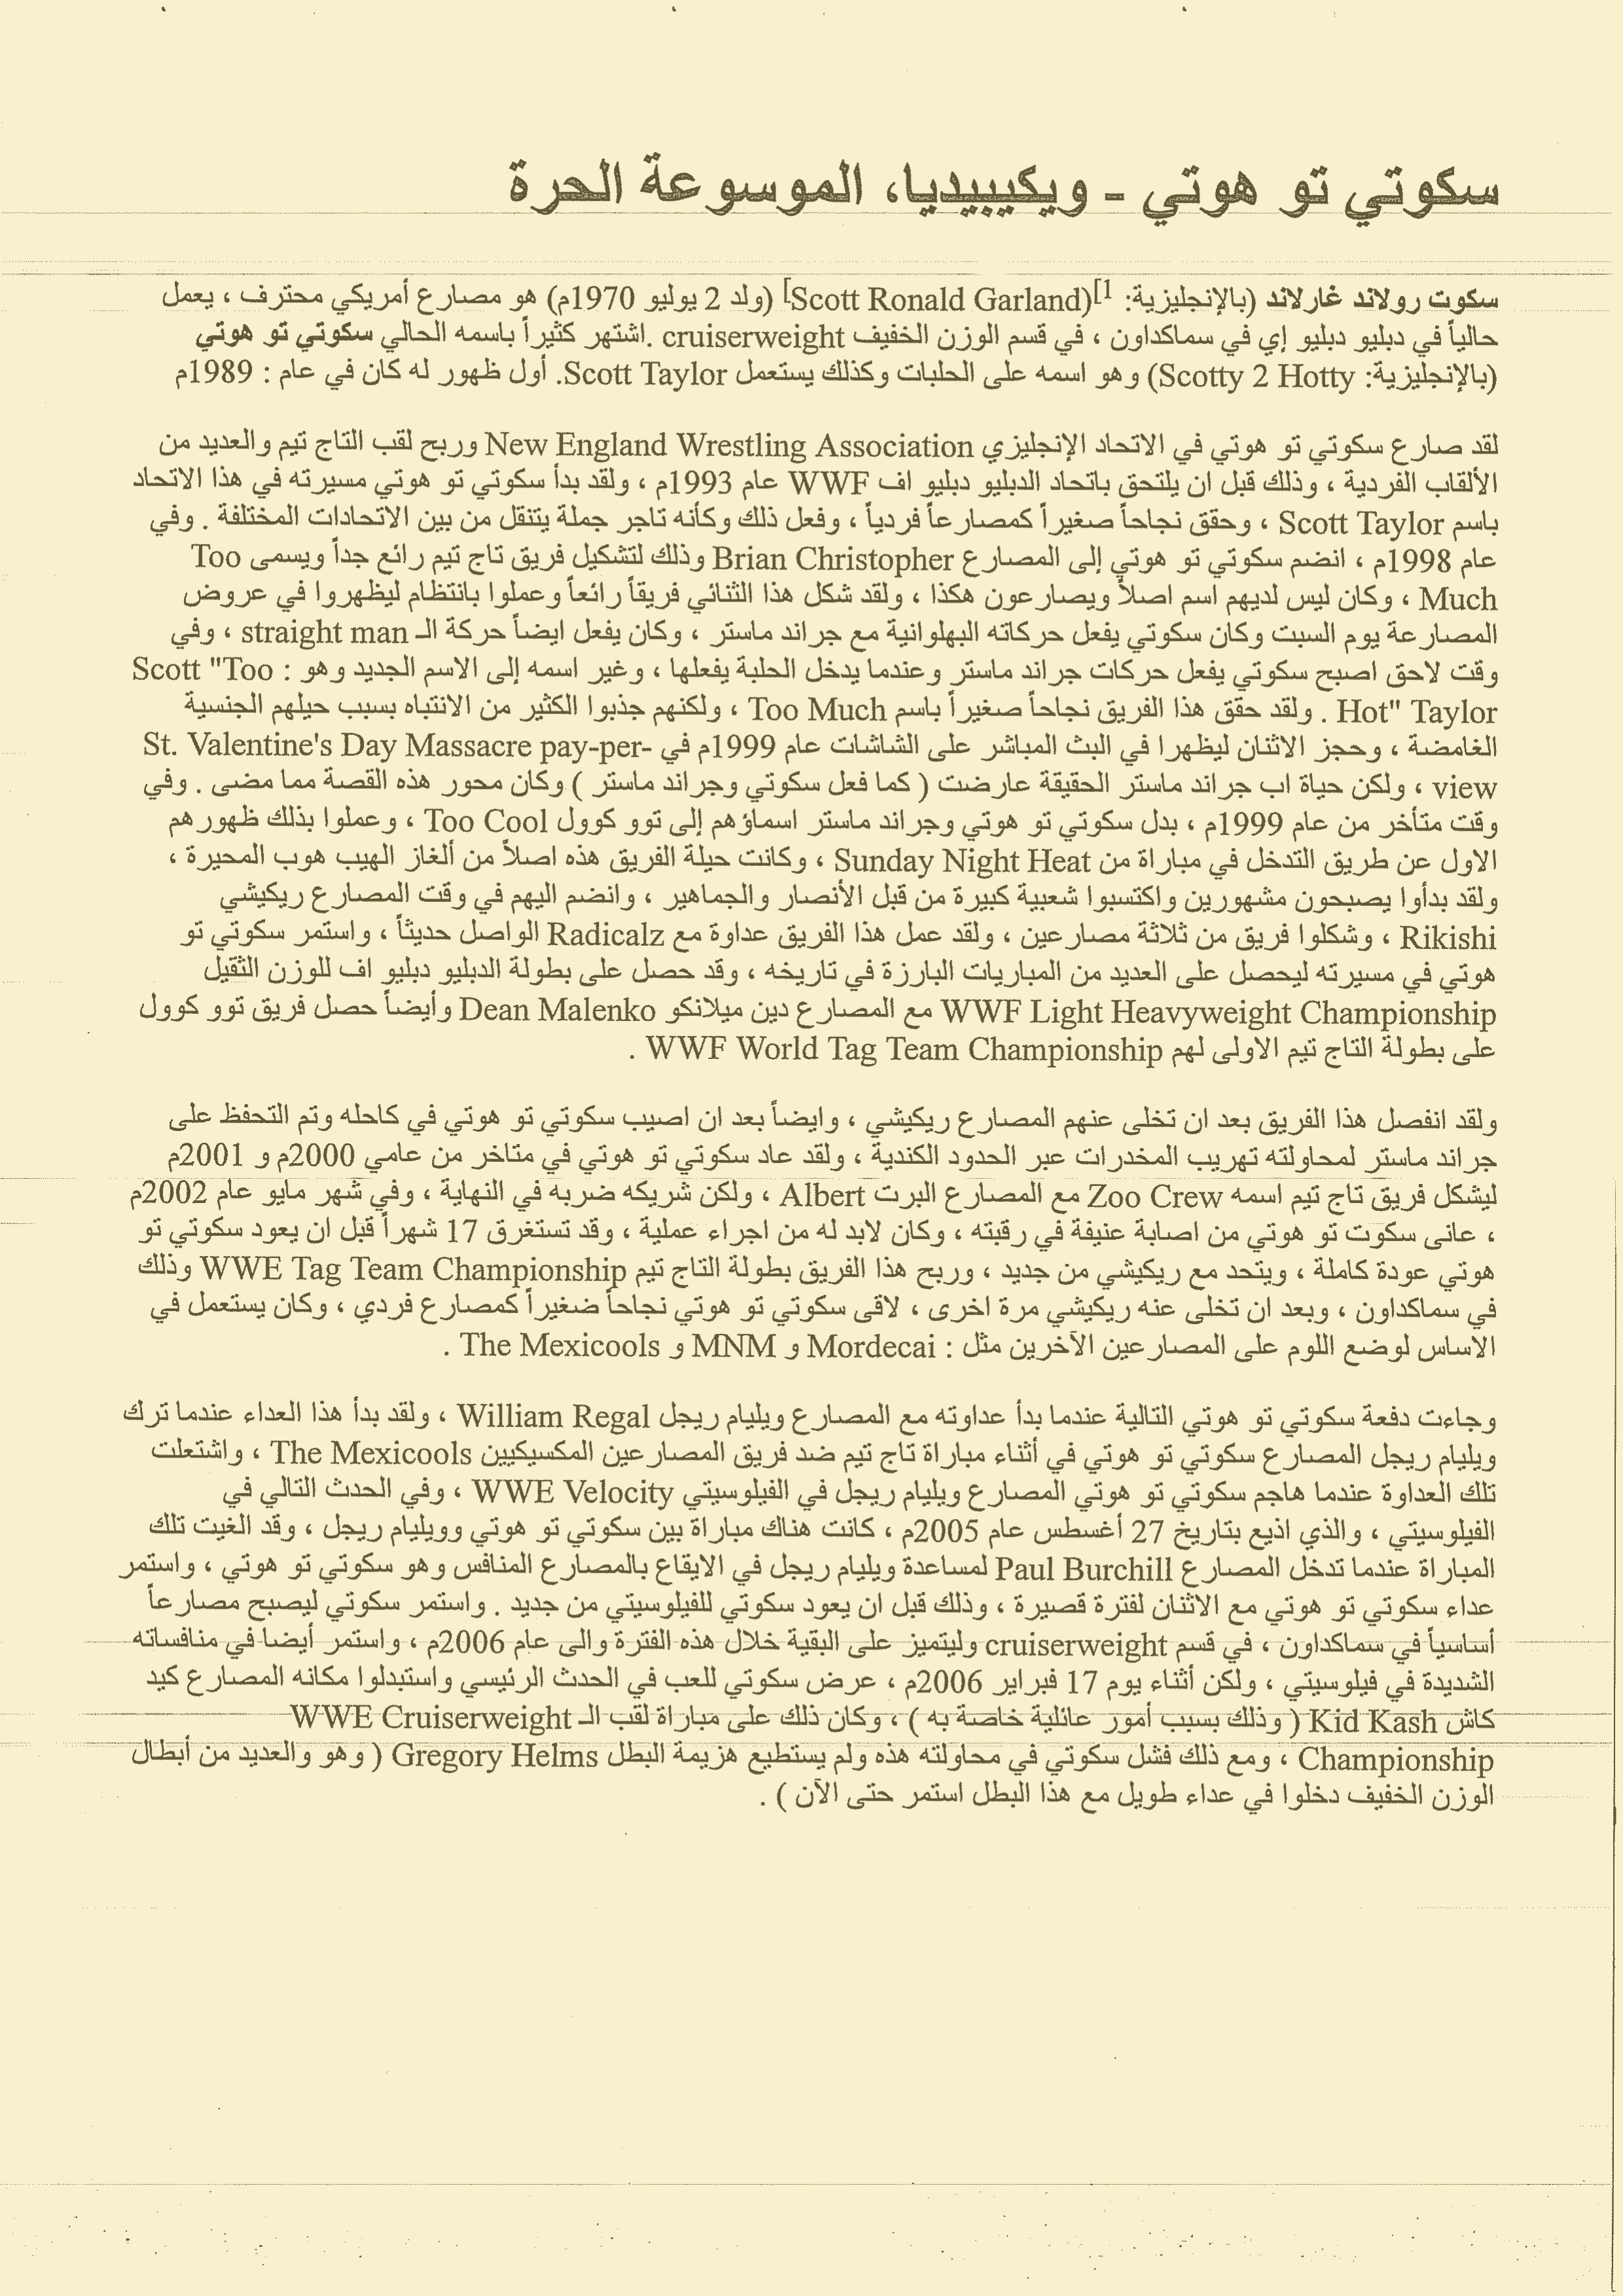 سكوتي تو هوتي - ويكيبيديا، الموسوعة الحرة
سكوت رولاند غارلاند (بالإنجليزية: Scott Ronald Garland)[1] (ولد 2 يوليو 1970م) هو مصارع أمريكي محترف ، يعمل
حالياً في دبليو دبليو إي في سماكداون ، في قسم الوزن الخفيف cruiserweight .اشتهر كثيراً باسمه الحالي سكوتي تو هوتي
(بالإنجليزية: Scotty 2 Hotty) وهو اسمه على الحلبات وكذلك يستعمل Scott Taylor. أول ظهور له كان في عام : 1989م
لقد صارع سكوتي تو هوتي في الاتحاد الإنجليزي New England Wrestling Association وربح لقب التاج تيم والعديد من
الألقاب الفردية ، وذلك قبل ان يلتحق باتحاد الدبليو دبليو اف WWF عام 1993م ، ولقد بدأ سكوتي تو هوتي مسيرته في هذا الاتحاد
باسم Scott Taylor ، وحقق نجاحاً صغيراً كمصارعاً فردياً ، وفعل ذلك وكأنه تاجر جملة يتنقل من بين الاتحادات المختلفة . وفي
عام 1998م ، انضم سكوتي تو هوتي إلى المصارع Brian Christopher وذلك لتشكيل فريق تاج تيم رائع جداً ويسمى Too
Much ، وكان ليس لديهم اسم اصلاً ويصارعون هكذا ، ولقد شكل هذا الثنائي فريقاً رائعاً وعملوا بانتظام ليظهروا في عروض
المصارعة يوم السبت وكان سكوتي يفعل حركاته البهلوانية مع جراند ماستر ، وكان يفعل ايضاً حركة الـ straight man ، وفي
وقت لاحق اصبح سكوتي يفعل حركات جراند ماستر وعندما يدخل الحلبة يفعلها ، وغير اسمه إلى الاسم الجديد وهو : Scott "Too
Hot" Taylor . ولقد حقق هذا الفريق نجاحاً صغيراً باسم Too Much ، ولكنهم جذبوا الكثير من الانتباه بسبب حيلهم الجنسية
الغامضة ، وحجز الاثنان ليظهرا في البث المباشر على الشاشات عام 1999م في St. Valentine's Day Massacre pay-per-
view ، ولكن حياة اب جراند ماستر الحقيقة عارضت ( كما فعل سكوتي وجراند ماستر ) وكان محور هذه القصة مما مضى . وفي
وقت متأخر من عام 1999م ، بدل سكوتي تو هوتي وجراند ماستر اسماؤهم إلى توو كوول Too Cool ، وعملوا بذلك ظهورهم
الاول عن طريق التدخل في مباراة من Sunday Night Heat ، وكانت حيلة الفريق هذه اصلاً من ألغاز الهيب هوب المحيرة ،
ولقد بدأوا يصبحون مشهورين واكتسبوا شعبية كبيرة من قبل الأنصار والجماهير ، وانضم اليهم في وقت المصارع ريكيشي
Rikishi ، وشكلوا فريق من ثلاثة مصارعين ، ولقد عمل هذا الفريق عداوة مع Radicalz الواصل حديثاً ، واستمر سكوتي تو
هوتي في مسيرته ليحصل على العديد من المباريات البارزة في تاريخه ، وقد حصل على بطولة الدبليو دبليو اف للوزن الثقيل
WWF Light Heavyweight Championship مع المصارع دين ميلانكو Dean Malenko وأيضاً حصل فريق توو كوول
على بطولة التاج تيم الاولى لهم WWF World Tag Team Championship .
ولقد انفصل هذا الفريق بعد ان تخلى عنهم المصارع ريكيشي ، وايضاً بعد ان اصيب سكوتي تو هوتي في كاحله وتم التحفظ على
جراند ماستر لمحاولته تهريب المخدرات عبر الحدود الكندية ، ولقد عاد سكوتي تو هوتي في متاخر من عامي 2000م و 2001م
ليشكل فريق تاج تيم اسمه Zoo Crew مع المصارع البرت Albert ، ولكن شريكه ضربه في النهاية ، وفي شهر مايو عام 2002م
، عانى سكوت تو هوتي من اصابة عنيفة في رقبته ، وكان لابد له من اجراء عملية ، وقد تستغرق 17 شهراً قبل ان يعود سكوتي تو
هوتي عودة كاملة ، ويتحد مع ريكيشي من جديد ، وربح هذا الفريق بطولة التاج تيم WWE Tag Team Championship وذلك
في سماكداون ، وبعد ان تخلى عنه ريكيشي مرة اخرى ، لاقى سكوتي تو هوتي نجاحاً ضغيراً كمصارع فردي ، وكان يستعمل في
الاساس لوضع اللوم على المصارعين الآخرين مثل : Mordecai و MNM و The Mexicools .
وجاءت دفعة سكوتي تو هوتي التالية عندما بدأ عداوته مع المصارع ويليام ريجل William Regal ، ولقد بدأ هذا العداء عندما ترك
ويليام ريجل المصارع سكوتي تو هوتي في أثناء مباراة تاج تيم ضد فريق المصارعين المكسيكيين The Mexicools ، واشتعلت
تلك العداوة عندما هاجم سكوتي تو هوتي المصارع ويليام ريجل في الفيلوسيتي WWE Velocity ، وفي الحدث التالي في
الفيلوسيتي ، والذي اذيع بتاريخ 27 أغسطس عام 2005م ، كانت هناك مباراة بين سكوتي تو هوتي وويليام ريجل ، وقد الغيت تلك
المباراة عندما تدخل المصارع Paul Burchill لمساعدة ويليام ريجل في الايقاع بالمصارع المنافس وهو سكوتي تو هوتي ، واستمر
عداء سكوتي تو هوتي مع الاثنان لفترة قصيرة ، وذلك قبل ان يعود سكوتي للفيلوسيتي من جديد . واستمر سكوتي ليصبح مصارعاً
أساسياً في سماكداون ، في قسم cruiserweight وليتميز على البقية خلال هذه الفترة والى عام 2006م ، واستمر أيضا في منافساته
الشديدة في فيلوسيتي ، ولكن أثناء يوم 17 فبراير 2006م ، عرض سكوتي للعب في الحدث الرئيسي واستبدلوا مكانه المصارع كيد
كاش Kid Kash ( وذلك بسبب أمور عائلية خاصة به ) ، وكان ذلك على مباراة لقب الـ WWE Cruiserweight
Championship ، ومع ذلك فشل سكوتي في محاولته هذه ولم يستطيع هزيمة البطل Gregory Helms ( وهو والعديد من أبطال
الوزن الخفيف دخلوا في عداء طويل مع هذا البطل استمر حتى الآن ) .